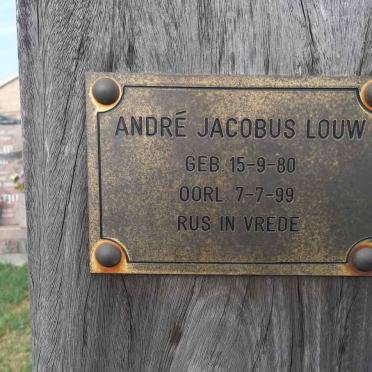 ANDRÉ JACOBUS LOUW
GEB 15-9-80
OORL 7-7-99
RUS IN VREDE